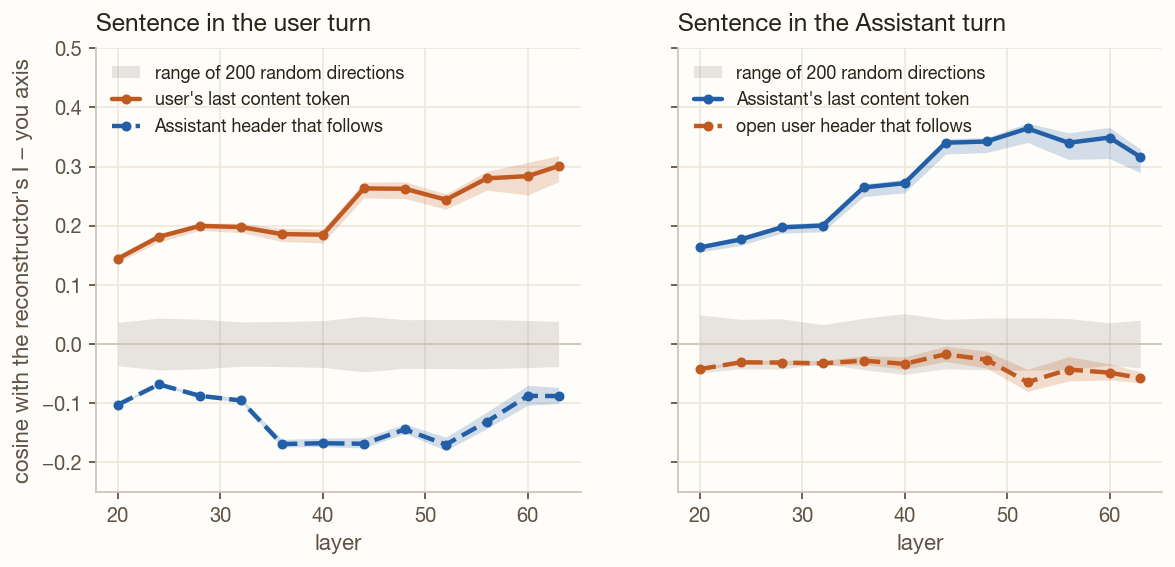 Sentence in the user turn
Sentence in the Assistant turn
cosine with the reconstructor's I – you axis
0.5
0.4
0.3
0.2
0.1
0.0
−0.1
−0.2
range of 200 random directions
user's last content token
Assistant header that follows
20
30
40
50
60
layer
range of 200 random directions
Assistant's last content token
open user header that follows
20
30
40
50
60
layer